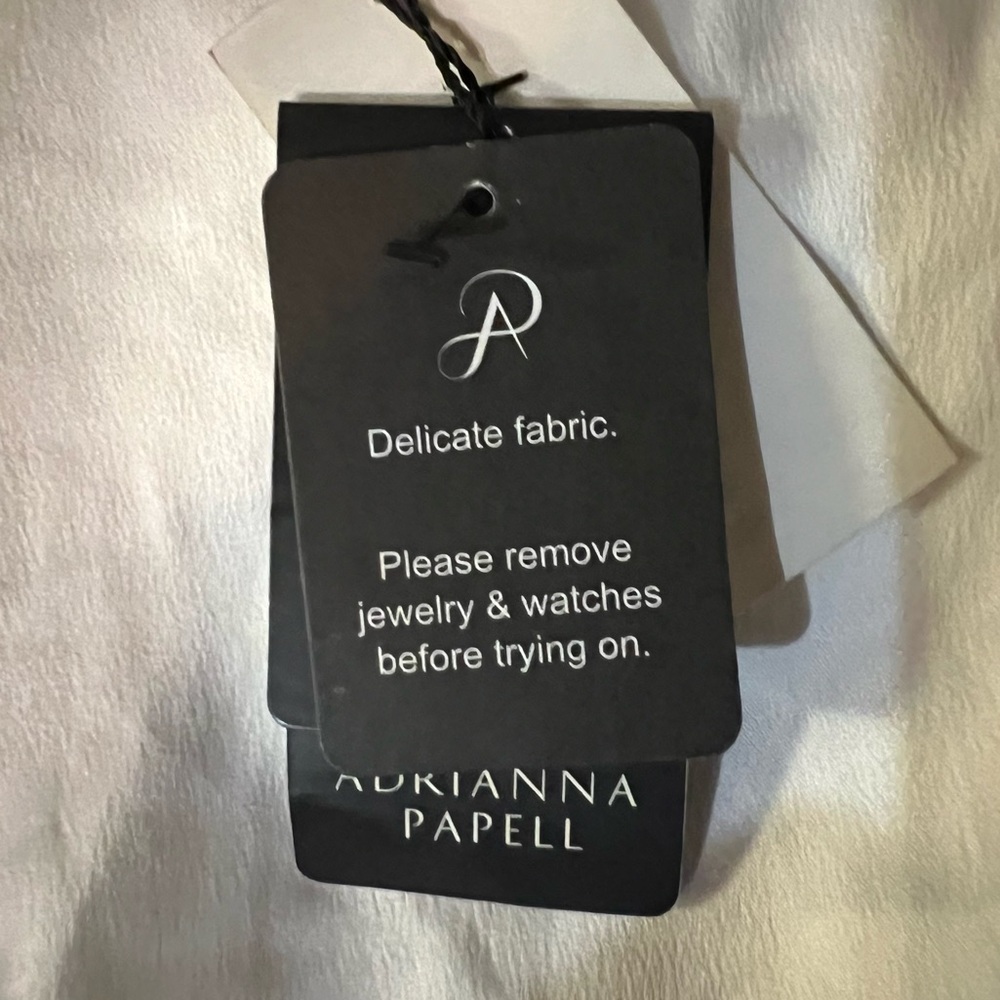 Delicate fabric.
Please remove
jewelry & watches
before trying on.
ADRIANNA
PAPELL